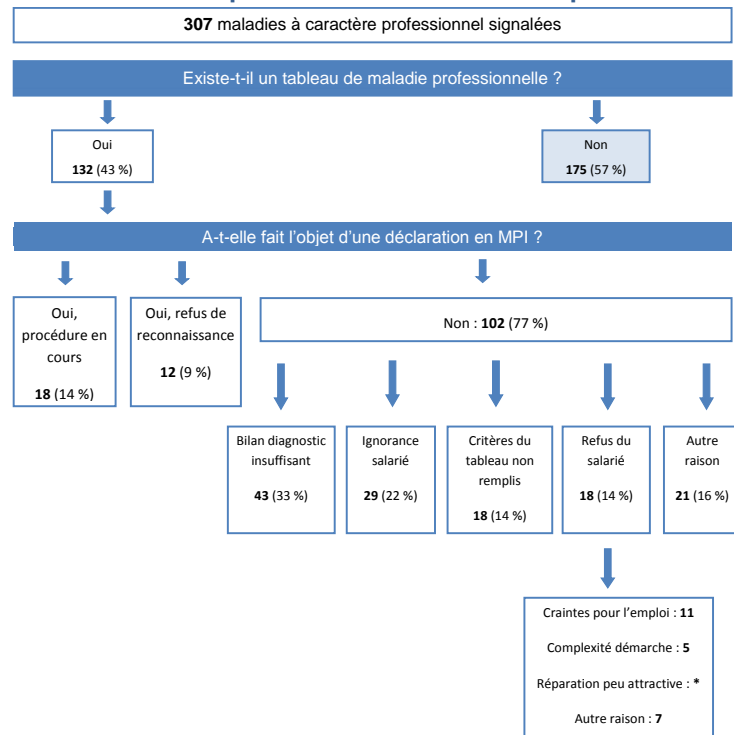 307 maladies à caractère professionnel signalées
Existe-t-il un tableau de maladie professionnelle ?
Oui
132 (43 %)
Non
175 (57 %)
A-t-elle fait l'objet d'une déclaration en MPI ?
Oui,
procédure en
cours
18 (14 %)
Oui, refus de
reconnaissance
12 (9 %)
Non : 102 (77 %)
Bilan diagnostic
insuffisant
43 (33 %)
Ignorance
salarié
29 (22 %)
Critères du
tableau non
remplis
18 (14 %)
Refus du
salarié
18 (14 %)
Autre
raison
21 (16 %)
Craintes pour l'emploi : 11
Complexité démarche : 5
Réparation peu attractive : *
Autre raison : 7